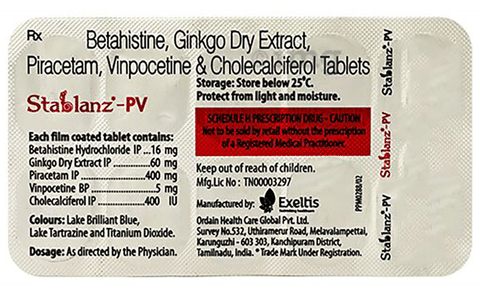 Rx
Betahistine, Ginkgo Dry Extract,
Piracetam, Vinpocetine & Cholecalciferol Tablets
Stablanz®-PV
Each film coated tablet contains:
Betahistine Hydrochloride IP ...16 mg
Ginkgo Dry Extract IP ..............60 mg
Piracetam IP ..........................400 mg
Vinpocetine BP ...................... 5 mg
Cholecalciferol IP....................400 IU
Colours: Lake Brilliant Blue,
Lake Tartrazine and Titanium Dioxide.
Dosage: As directed by the Physician.
Storage: Store below 25°C.
Protect from light and moisture.
SCHEDULE H PRESCRIPTION DRUG - CAUTION
Not to be sold by retail without the prescription
of a Registered Medical Practitioner.
Keep out of reach of children.
Mfg.Lic No : TN00003297
Manufactured by:
Exeltis
Ordain Health Care Global Pvt. Ltd.
Survey No.532, Uthiramerur Road, Melavalampettai,
Karunguzhi - 603 303, Kanchipuram District,
Tamilnadu, India. * Trade Mark Under Registration.
PPM0288/02
Stablanz®-PV
Stablanz®-PV